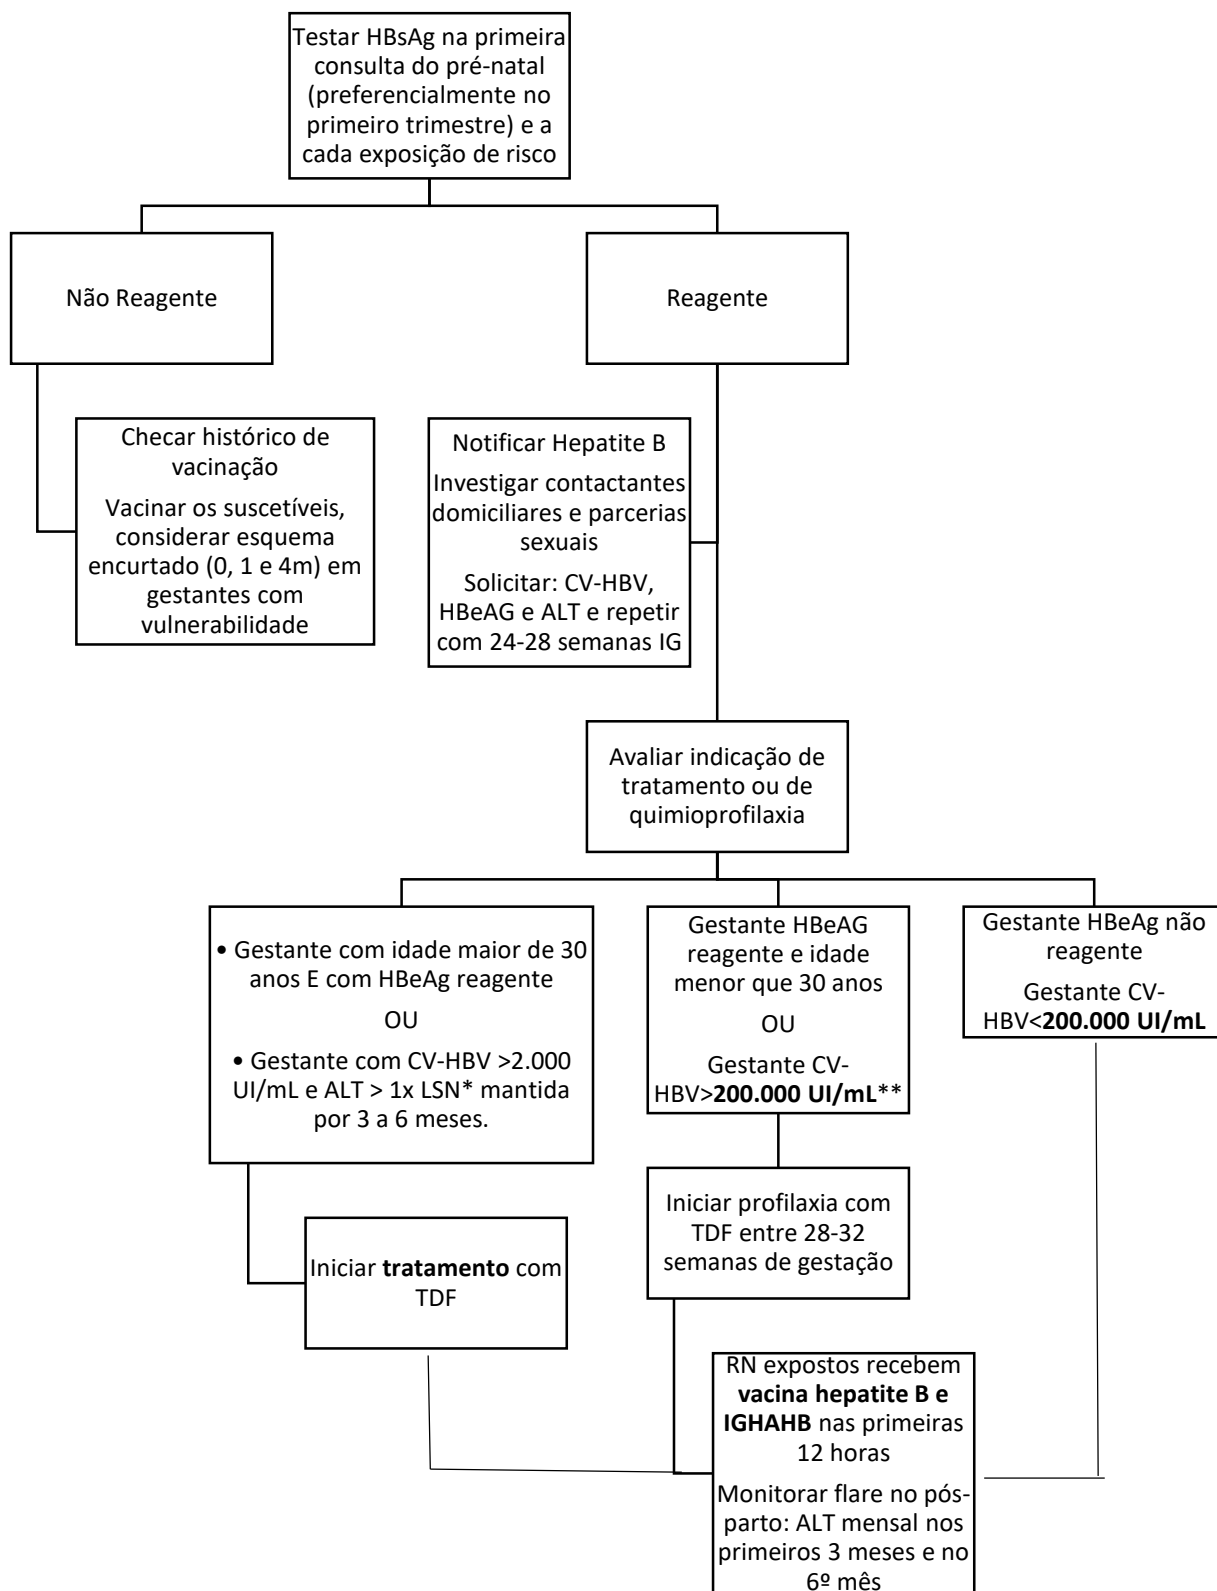 Testar HBsAg na primeira
consulta do pré-natal
(preferencialmente no
primeiro trimestre) e a
cada exposição de risco
Não Reagente
Reagente
Checar histórico de
vacinação
Vacinar os suscetíveis,
considerar esquema
encurtado (0, 1 e 4m) em
gestantes com
vulnerabilidade
Notificar Hepatite B
Investigar contactantes
domiciliares e parcerias
sexuais
Solicitar: CV-HBV,
HBeAG e ALT e repetir
com 24-28 semanas IG
Avaliar indicação de
tratamento ou de
quimioprofilaxia
• Gestante com idade maior de 30
anos E com HBeAg reagente
OU
• Gestante com CV-HBV >2.000
UI/mL e ALT > 1x LSN* mantida
por 3 a 6 meses.
Gestante HBeAG
reagente e idade
menor que 30 anos
OU
Gestante CV-
HBV>200.000 UI/mL**
Gestante HBeAg não
reagente
Gestante CV-
HBV<200.000 UI/mL
Iniciar tratamento com
TDF
Iniciar profilaxia com
TDF entre 28-32
semanas de gestação
RN expostos recebem
vacina hepatite B e
IGHAHB nas primeiras
12 horas
Monitorar flare no pós-
parto: ALT mensal nos
primeiros 3 meses e no
6º mês